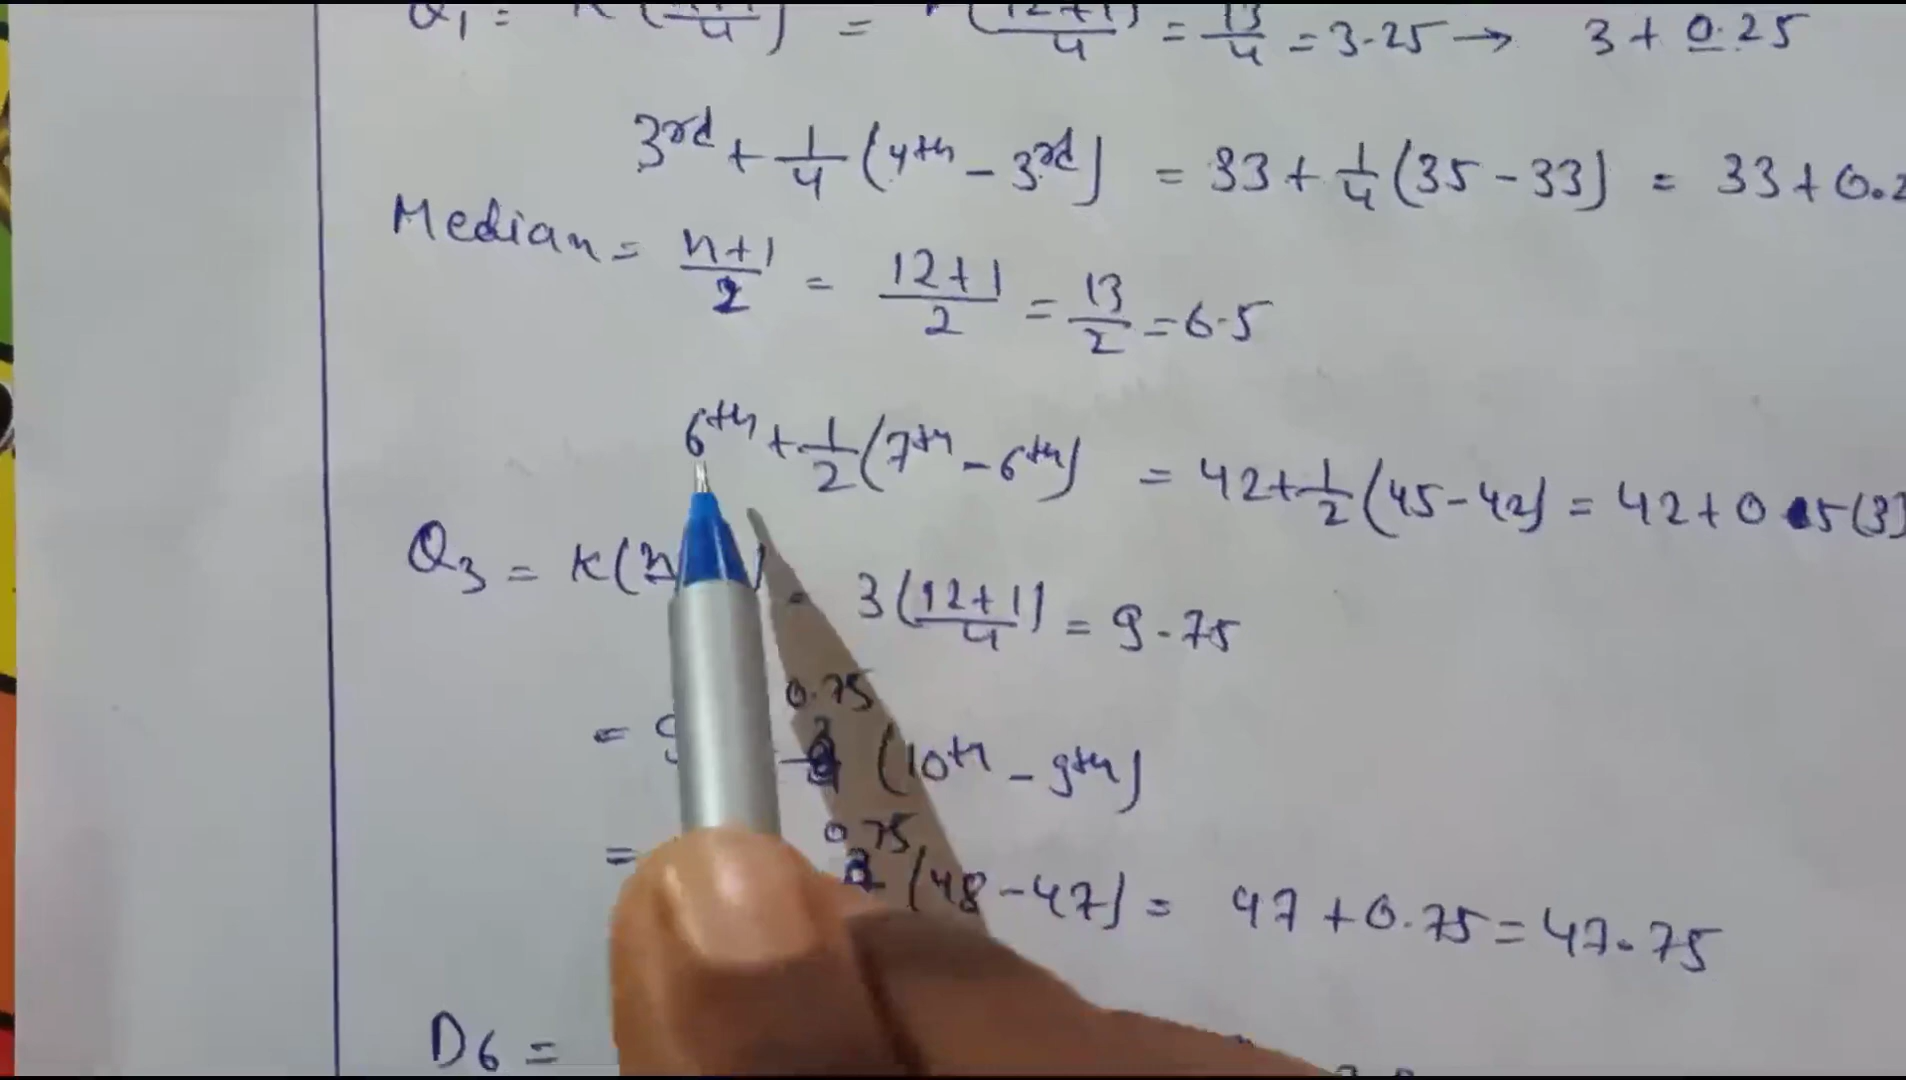 Q1 = K(n+1/4) = 1(12+1/4) = 13/4 = 3.25 → 3 + 0.25
3rd + 1/4 (4th - 3rd) = 33 + 1/4 (35 - 33) = 33 + 0.2
Median = n+1/2 = 12+1/2 = 13/2 = 6.5
6th + 1/2 (7th - 6th) = 42 + 1/2 (45 - 42) = 42 + 0.5(3)
Q3 = K(n ) = 3(12+1/4) = 9.75
0.75
= 9 (10th - 9th)
0.75
= (48 - 47) = 47 + 0.75 = 47.75
D6 =